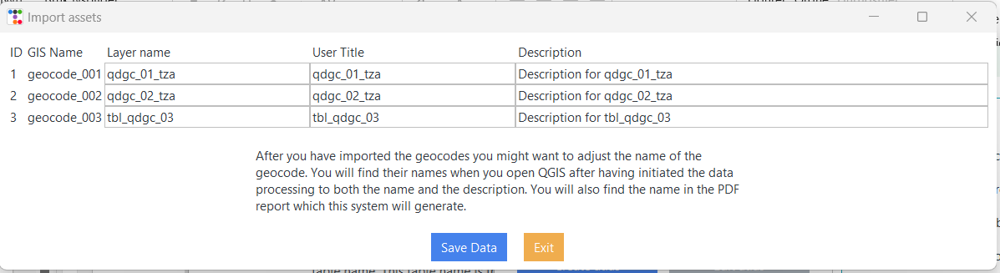 Import assets
ID GIS Name Layer name User Title Description
1 geocode_001 qdgc_01_tza qdgc_01_tza Description for qdgc_01_tza
2 geocode_002 qdgc_02_tza qdgc_02_tza Description for qdgc_02_tza
3 geocode_003 tbl_qdgc_03 tbl_qdgc_03 Description for tbl_qdgc_03
After you have imported the geocodes you might want to adjust the name of the
geocode. You will find their names when you open QGIS after having initiated the data
processing to both the name and the description. You will also find the name in the PDF
report which this system will generate.
Save Data Exit